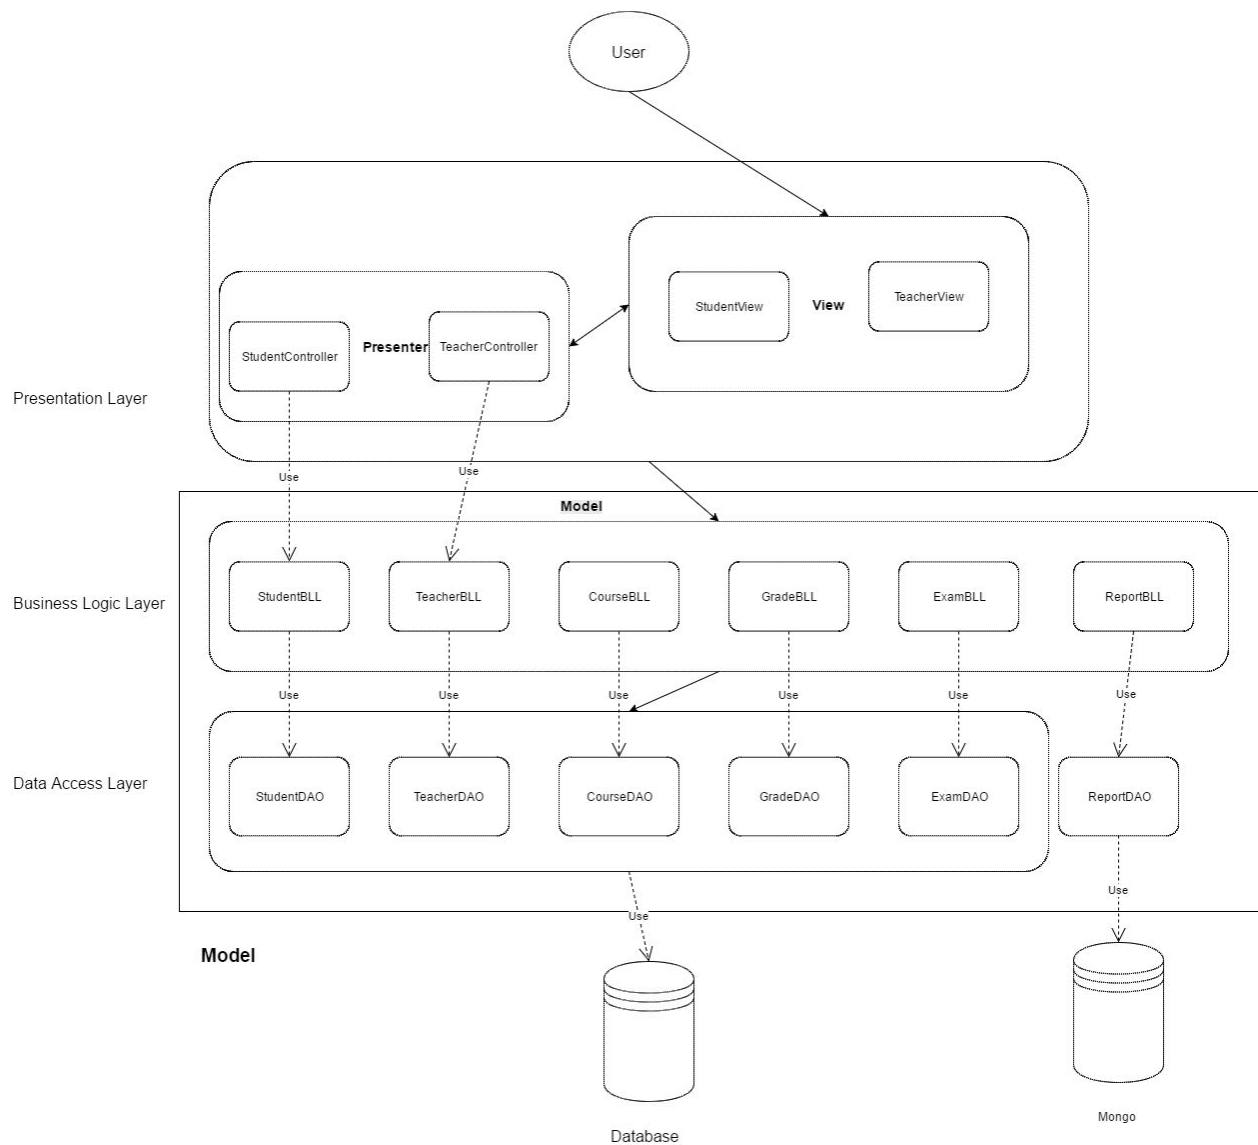 User
StudentView
View
TeacherView
StudentController
Presenter
TeacherController
Presentation Layer
Use
Use
Model
Business Logic Layer
StudentBLL
TeacherBLL
CourseBLL
GradeBLL
ExamBLL
ReportBLL
Use
Use
Use
Use
Use
Use
Data Access Layer
StudentDAO
TeacherDAO
CourseDAO
GradeDAO
ExamDAO
ReportDAO
Use
Use
Model
Database
Mongo